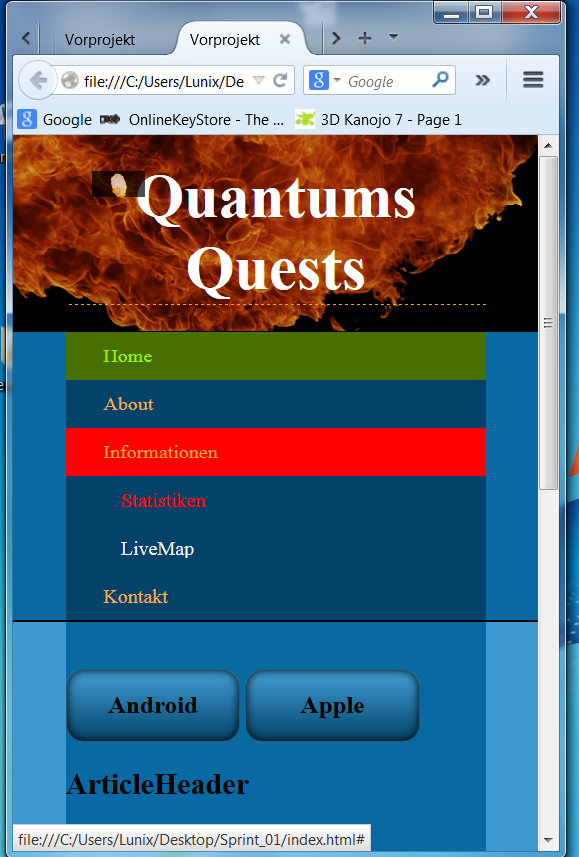 Vorprojekt
Vorprojekt
file:///C:/Users/Lunix/De
Google
Google
OnlineKeyStore - The ...
3D Kanojo 7 - Page 1
Quantums
Quests
Home
About
Informationen
Statistiken
LiveMap
Kontakt
Android
Apple
ArticleHeader
file:///C:/Users/Lunix/Desktop/Sprint_01/index.html#